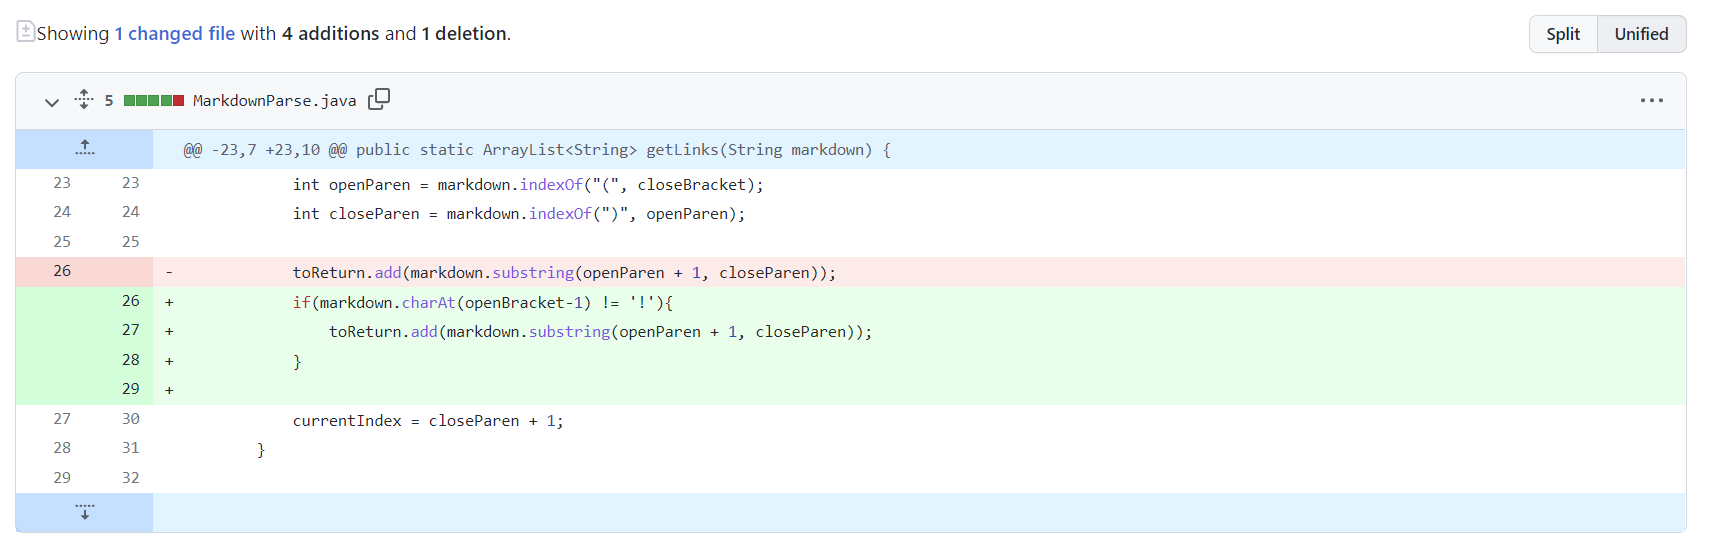 Showing 1 changed file with 4 additions and 1 deletion.
Split Unified
5 MarkdownParse.java
@@ -23,7 +23,10 @@ public static ArrayList<String> getLinks(String markdown) {
23 23 int openParen = markdown.indexOf("(", closeBracket);
24 24 int closeParen = markdown.indexOf(")", openParen);
25 25
26 - toReturn.add(markdown.substring(openParen + 1, closeParen));
26 + if(markdown.charAt(openBracket-1) != '!'){
27 + toReturn.add(markdown.substring(openParen + 1, closeParen));
28 + }
29 +
27 30 currentIndex = closeParen + 1;
28 31 }
29 32